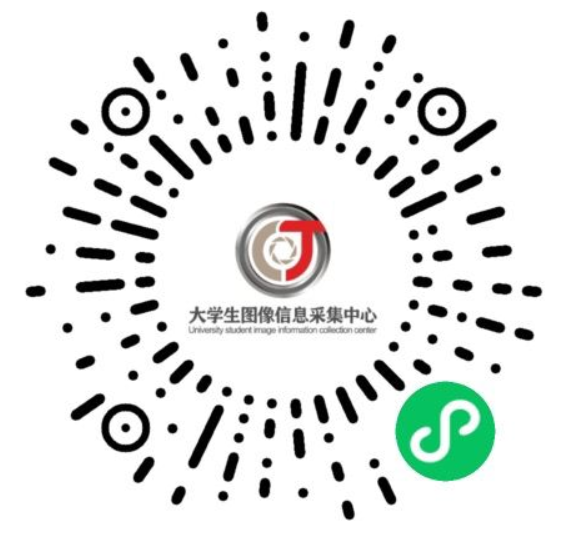 大学生图像信息采集中心
University student image information collection center